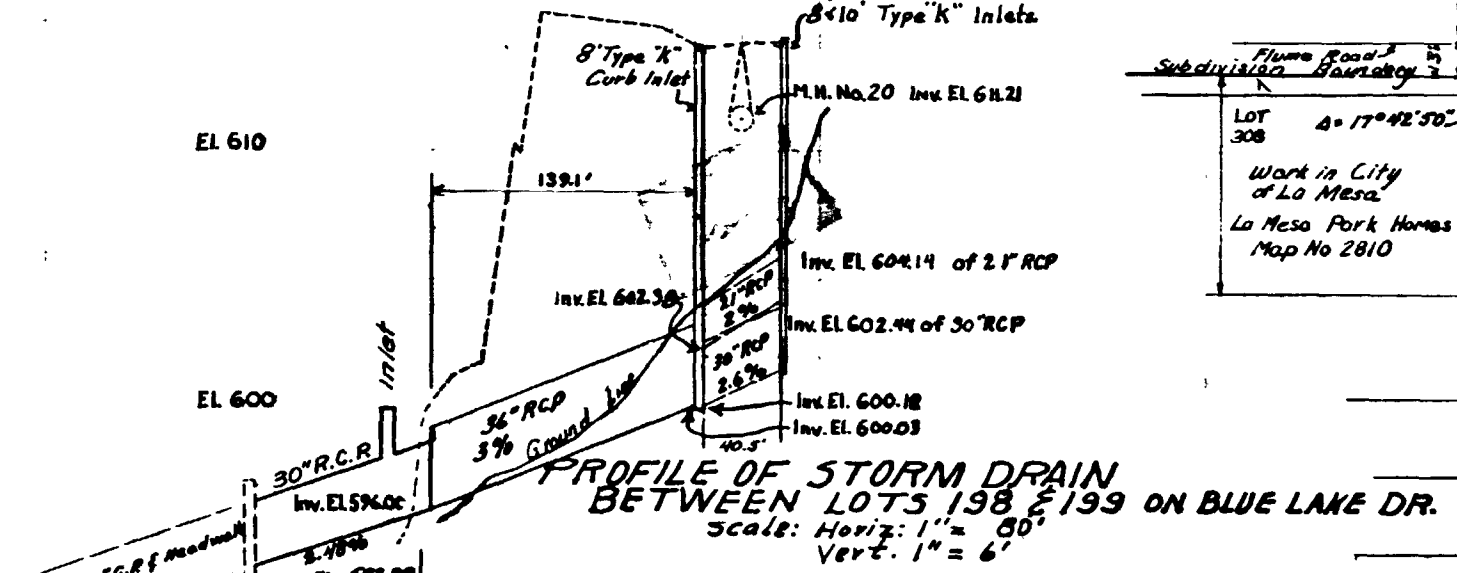 8<10' Type "K" Inlets
8' Type "K"
Curb Inlet
M.H. No. 20 Inv. El. 611.21
El. 610
139.1'
Inv. El. 604.14 of 21" RCP
Inv. El. 602.38
21" RCP
2%
Inv. El. 602.44 of 30" RCP
30" RCP
2.6%
Inlet
El. 600
36" RCP
3%
Ground Line
Inv. El. 600.18
Inv. El. 600.03
40.5'
30" R.C.P.
Inv. El. 596.00
2.48%
Headwall
PROFILE OF STORM DRAIN
BETWEEN LOTS 198 & 199 ON BLUE LAKE DR.
Scale: Horiz: 1" = 80'
Vert. 1" = 6'
Flume Road
Subdivision Boundary
LOT
308
Δ = 17°42'50"
Work in City
of La Mesa
La Mesa Park Homes
Map No 2810